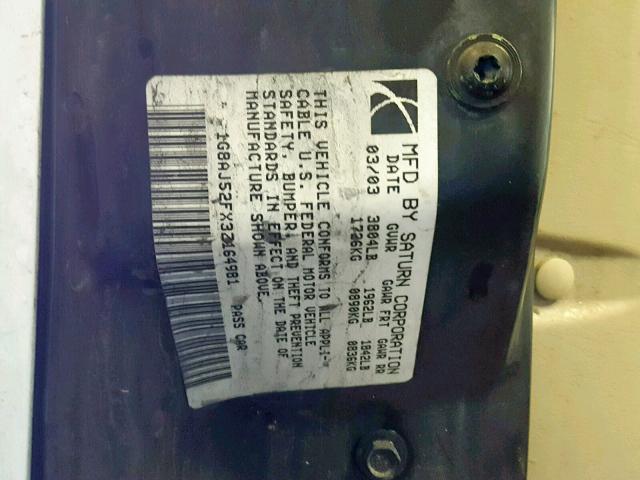 MFD BY SATURN CORPORATION
DATE GVWR GAWR FRT GAWR RR
03/03 3804LB 1962LB 1842LB
1726KG 0890KG 0836KG
THIS VEHICLE CONFORMS TO ALL APPLI-
CABLE U.S. FEDERAL MOTOR VEHICLE
SAFETY, BUMPER, AND THEFT PREVENTION
STANDARDS IN EFFECT ON THE DATE OF
MANUFACTURE SHOWN ABOVE.
1G8AJ52FX3Z164981 PASS CAR